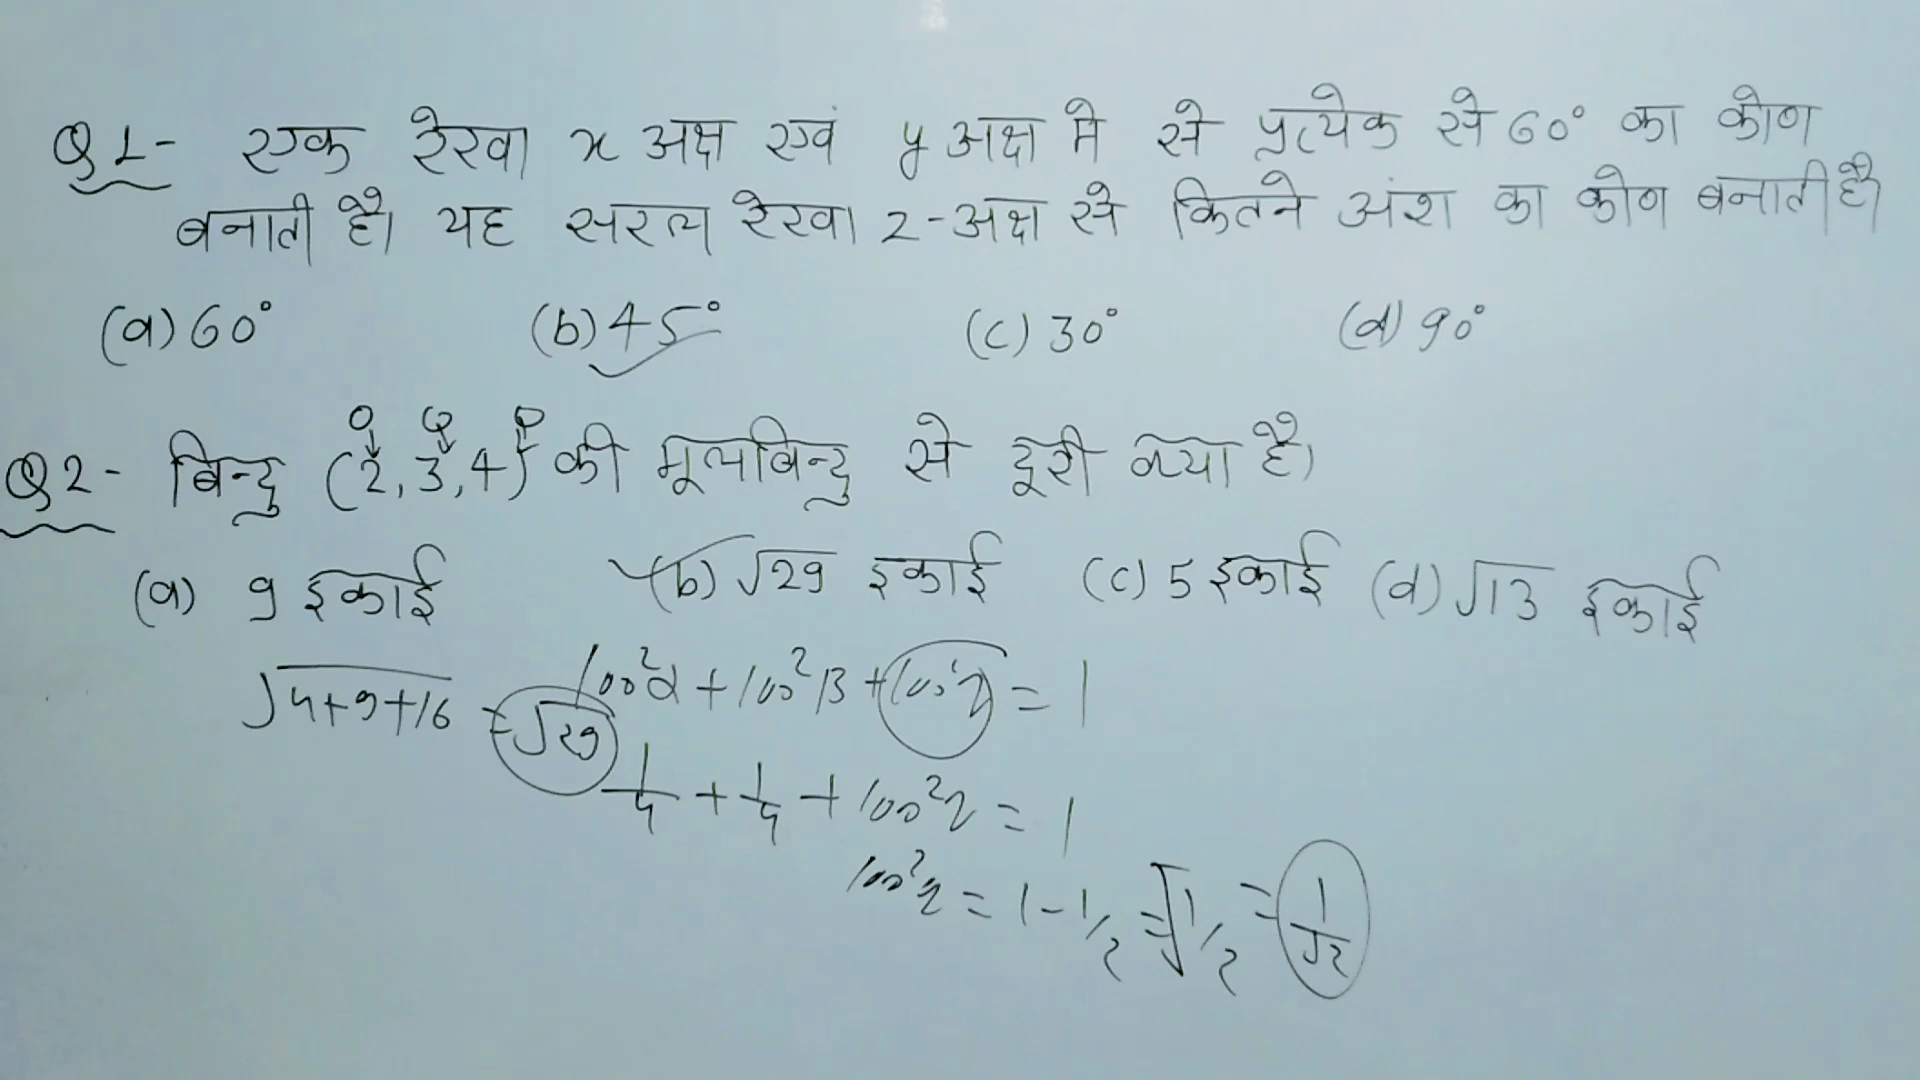 Q1- एक रेखा x अक्ष एवं y अक्ष मे से प्रत्येक से 60° का कोण
बनाती है। यह सरल रेखा z-अक्ष से कितने अंश का कोण बनाती है।
(a) 60° (b) 45° (c) 30° (d) 90°
O Q P
Q2- बिन्दु (2,3,4) की मूलबिन्दु से दूरी क्या है।
(a) 9 इकाई (b) √29 इकाई (c) 5 इकाई (d) √13 इकाई
√4+9+16 = √29
cos²α + cos²β + cos²γ = 1
1/4 + 1/4 + cos²γ = 1
cos²γ = 1 - 1/2 = √1/2 = 1/√2